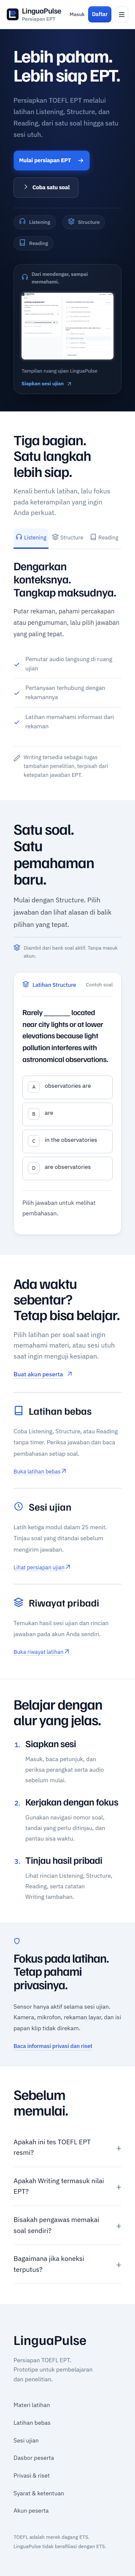 LinguaPulse
Persiapan EPT
Masuk
Daftar
Lebih paham.
Lebih siap EPT.
Persiapkan TOEFL EPT melalui
latihan Listening, Structure, dan
Reading, dari satu soal hingga satu
sesi utuh.
Mulai persiapan EPT
Coba satu soal
Listening
Structure
Reading
Dari mendengar, sampai
memahami.
Tampilan ruang ujian LinguaPulse
Siapkan sesi ujian
Tiga bagian.
Satu langkah
lebih siap.
Kenali bentuk latihan, lalu fokus
pada keterampilan yang ingin
Anda perkuat.
Listening
Structure
Reading
Dengarkan
konteksnya.
Tangkap maksudnya.
Putar rekaman, pahami percakapan
atau pengumuman, lalu pilih jawaban
yang paling tepat.
Pemutar audio langsung di ruang
ujian
Pertanyaan terhubung dengan
rekamannya
Latihan memahami informasi dari
rekaman
Writing tersedia sebagai tugas
tambahan penelitian, terpisah dari
ketepatan jawaban EPT.
Satu soal.
Satu
pemahaman
baru.
Mulai dengan Structure. Pilih
jawaban dan lihat alasan di balik
pilihan yang tepat.
Diambil dari bank soal aktif. Tanpa masuk
akun.
Latihan Structure
Contoh soal
Rarely ________ located
near city lights or at lower
elevations because light
pollution interferes with
astronomical observations.
A
observatories are
B
are
C
in the observatories
D
are observatories
Pilih jawaban untuk melihat
pembahasan.
Ada waktu
sebentar?
Tetap bisa belajar.
Pilih latihan per soal saat ingin
memahami materi, atau sesi utuh
saat ingin menguji kesiapan.
Buat akun peserta
Latihan bebas
Coba Listening, Structure, atau Reading
tanpa timer. Periksa jawaban dan baca
pembahasan setiap soal.
Buka latihan bebas
Sesi ujian
Latih ketiga modul dalam 25 menit.
Tinjau soal yang ditandai sebelum
mengirim jawaban.
Lihat persiapan ujian
Riwayat pribadi
Temukan hasil sesi ujian dan rincian
jawaban pada akun Anda sendiri.
Buka riwayat latihan
Belajar dengan
alur yang jelas.
1.
Siapkan sesi
Masuk, baca petunjuk, dan
periksa perangkat serta audio
sebelum mulai.
2.
Kerjakan dengan fokus
Gunakan navigasi nomor soal,
tandai yang perlu ditinjau, dan
pantau sisa waktu.
3.
Tinjau hasil pribadi
Lihat rincian Listening, Structure,
Reading, serta catatan
Writing tambahan.
Fokus pada latihan.
Tetap pahami
privasinya.
Sensor hanya aktif selama sesi ujian.
Kamera, mikrofon, rekaman layar, dan isi
papan klip tidak direkam.
Baca informasi privasi dan riset
Sebelum
memulai.
Apakah ini tes TOEFL EPT
resmi?
Apakah Writing termasuk nilai
EPT?
Bisakah pengawas memakai
soal sendiri?
Bagaimana jika koneksi
terputus?
LinguaPulse
Persiapan TOEFL EPT.
Prototipe untuk pembelajaran
dan penelitian.
Materi latihan
Latihan bebas
Sesi ujian
Dasbor peserta
Privasi & riset
Syarat & ketentuan
Akun peserta
TOEFL adalah merek dagang ETS.
LinguaPulse tidak berafiliasi dengan ETS.